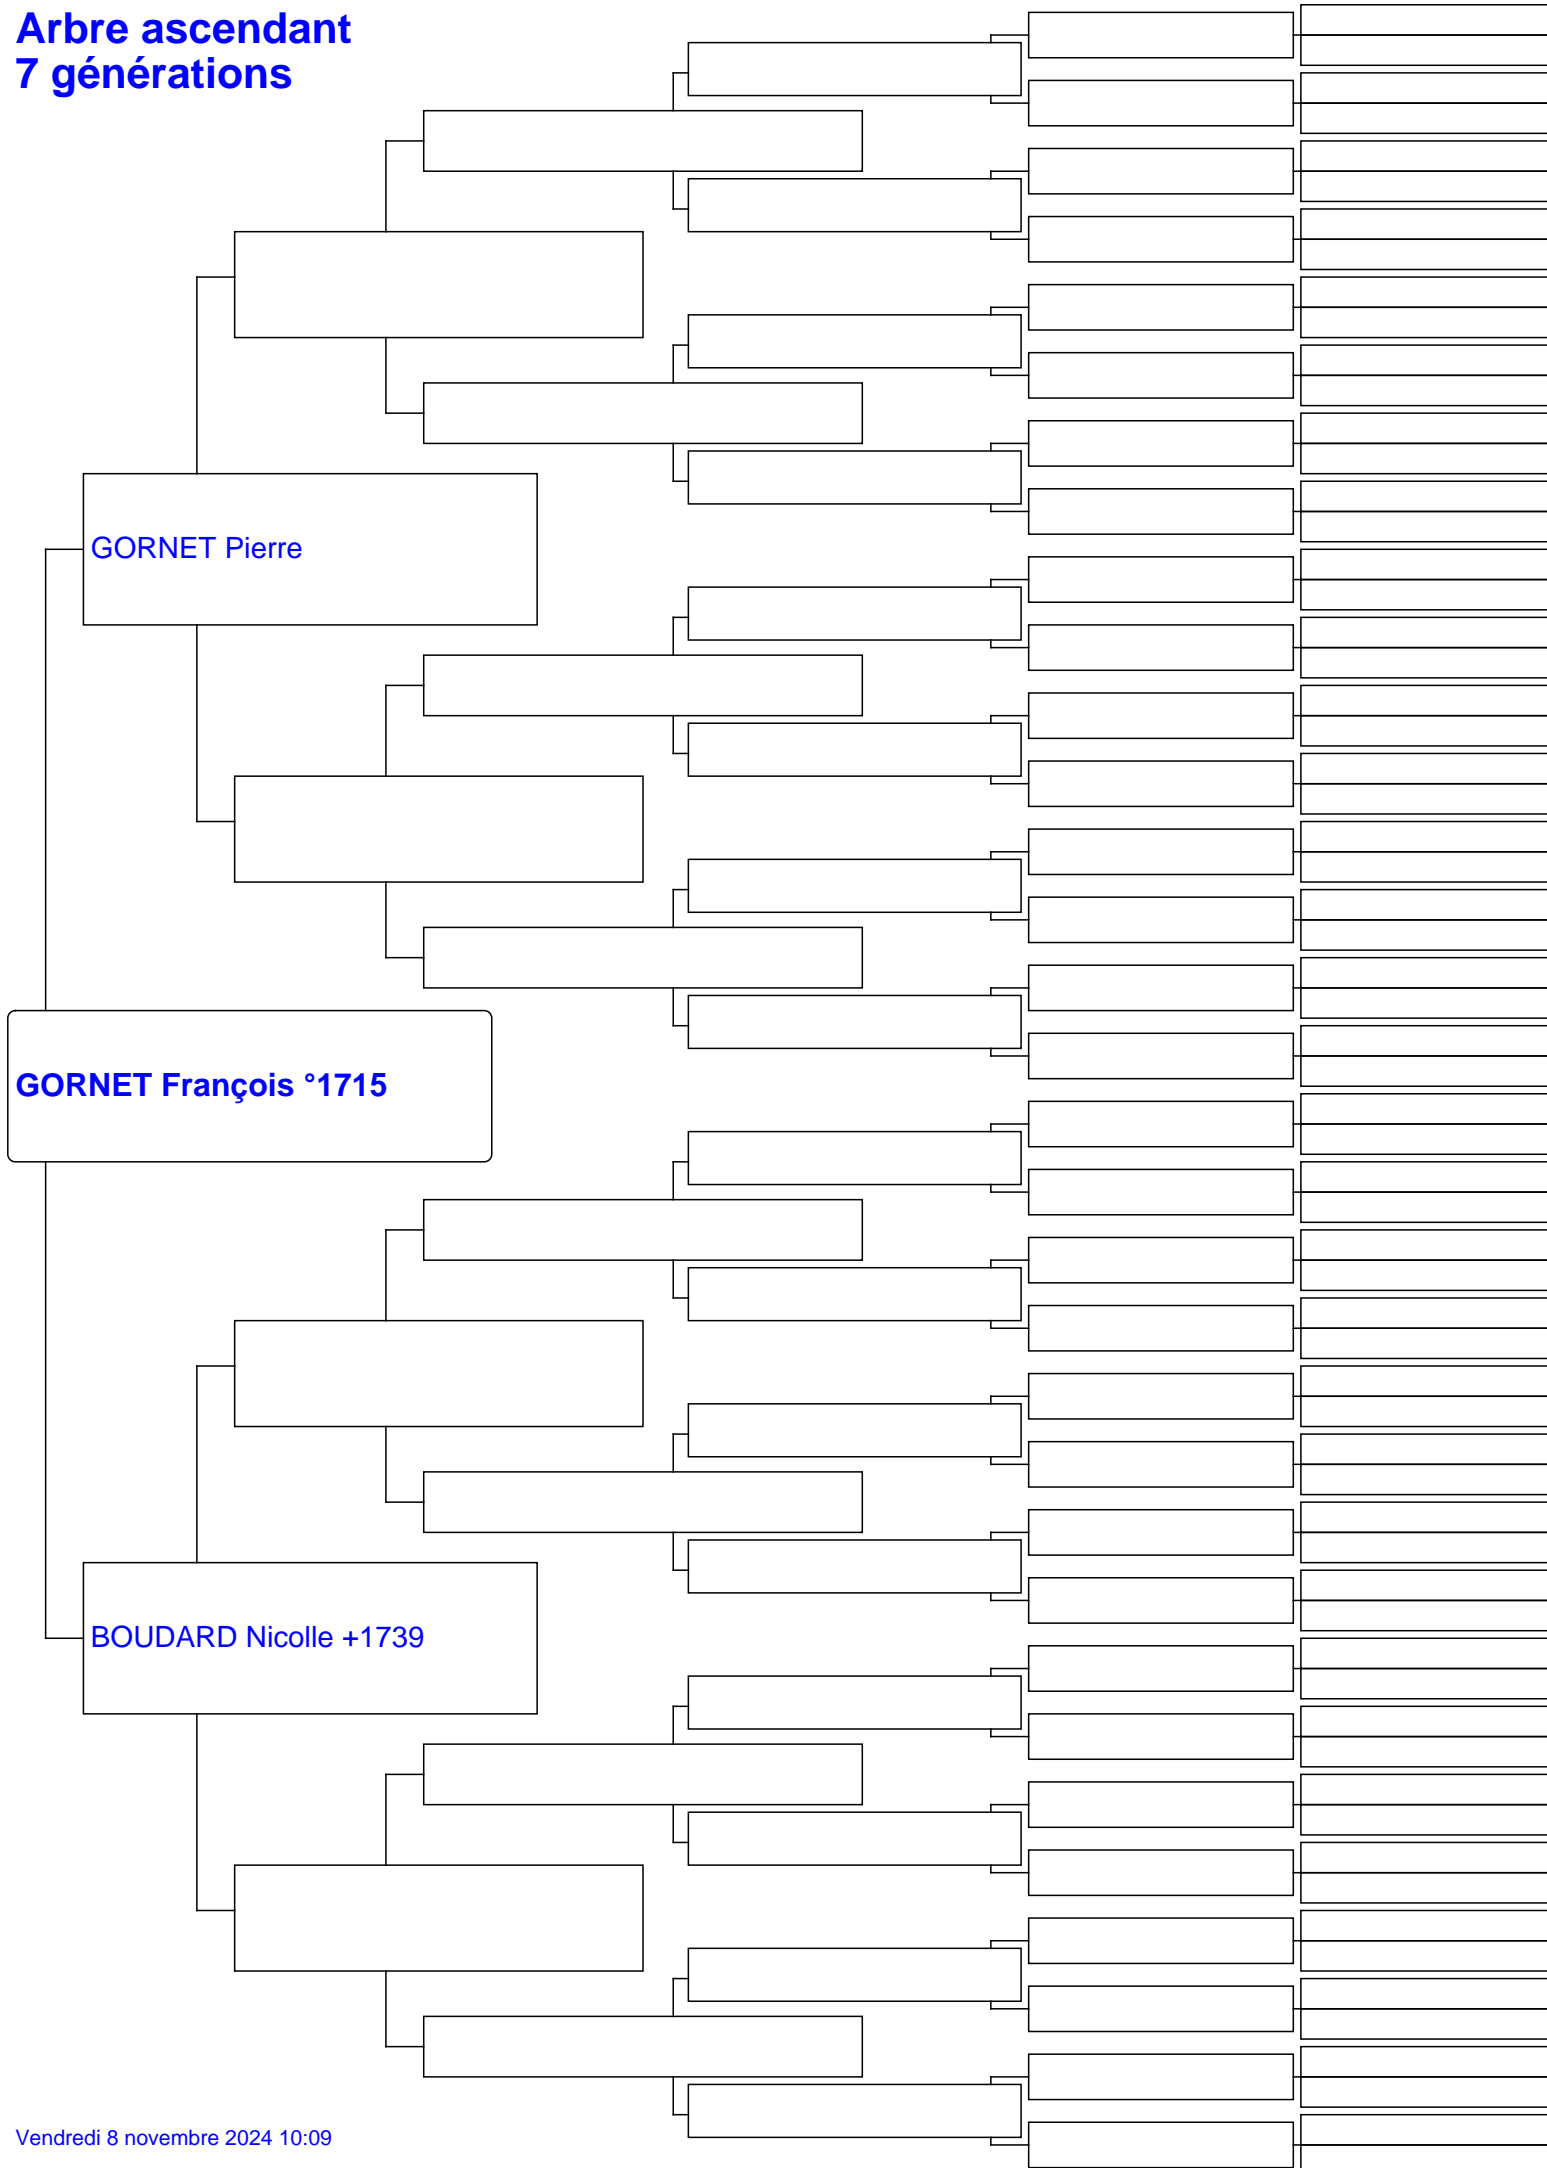 Arbre ascendant
7 générations
GORNET Pierre
GORNET François °1715
BOUDARD Nicolle +1739
Vendredi 8 novembre 2024 10:09